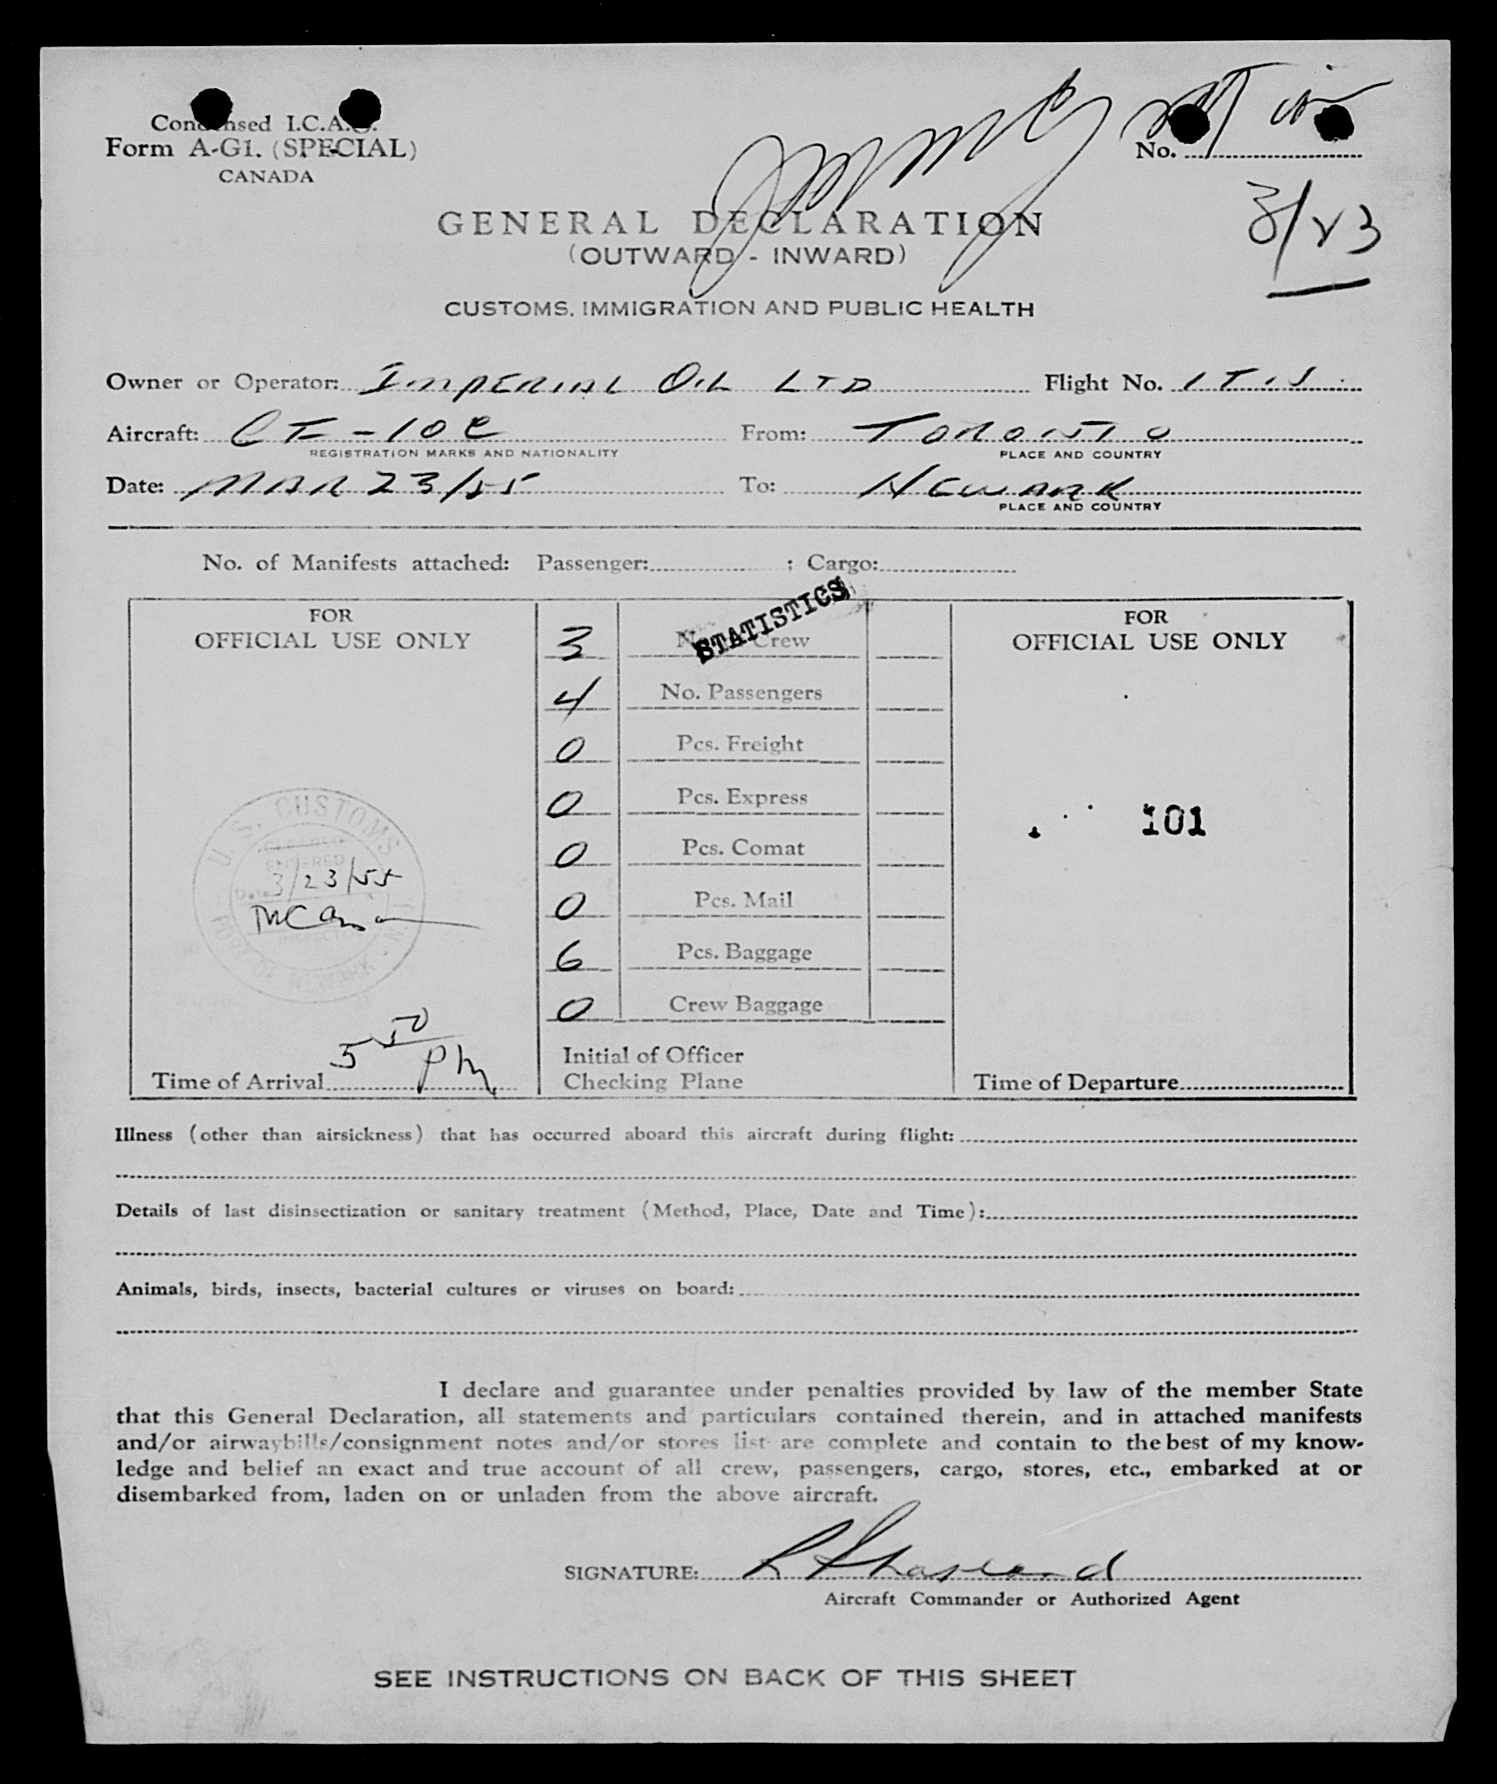 Condensed I.C.A.O.
Form A-G1. (SPECIAL)
CANADA
No.
3/23
GENERAL DECLARATION
(OUTWARD - INWARD)
CUSTOMS, IMMIGRATION AND PUBLIC HEALTH
Owner or Operator: IMPERIAL OIL LTD Flight No.
Aircraft: CF-IOC From: TORONTO
REGISTRATION MARKS AND NATIONALITY PLACE AND COUNTRY
Date: MAR 23/55 To: NEWARK
PLACE AND COUNTRY
No. of Manifests attached: Passenger: ; Cargo:
STATISTICS
FOR
OFFICIAL USE ONLY
3 No. Crew
4 No. Passengers
0 Pcs. Freight
0 Pcs. Express
0 Pcs. Comat
0 Pcs. Mail
6 Pcs. Baggage
0 Crew Baggage
Initial of Officer
Checking Plane
FOR
OFFICIAL USE ONLY
101
U.S. CUSTOMS
ENTERED
Date 3/23/55
PORT OF NEWARK - N.J.
Time of Arrival 5 50 PM
Time of Departure
Illness (other than airsickness) that has occurred aboard this aircraft during flight:
Details of last disinsectization or sanitary treatment (Method, Place, Date and Time):
Animals, birds, insects, bacterial cultures or viruses on board:
I declare and guarantee under penalties provided by law of the member State
that this General Declaration, all statements and particulars contained therein, and in attached manifests
and/or airwaybills/consignment notes and/or stores list are complete and contain to the best of my know-
ledge and belief an exact and true account of all crew, passengers, cargo, stores, etc., embarked at or
disembarked from, laden on or unladen from the above aircraft.
SIGNATURE:
Aircraft Commander or Authorized Agent
SEE INSTRUCTIONS ON BACK OF THIS SHEET